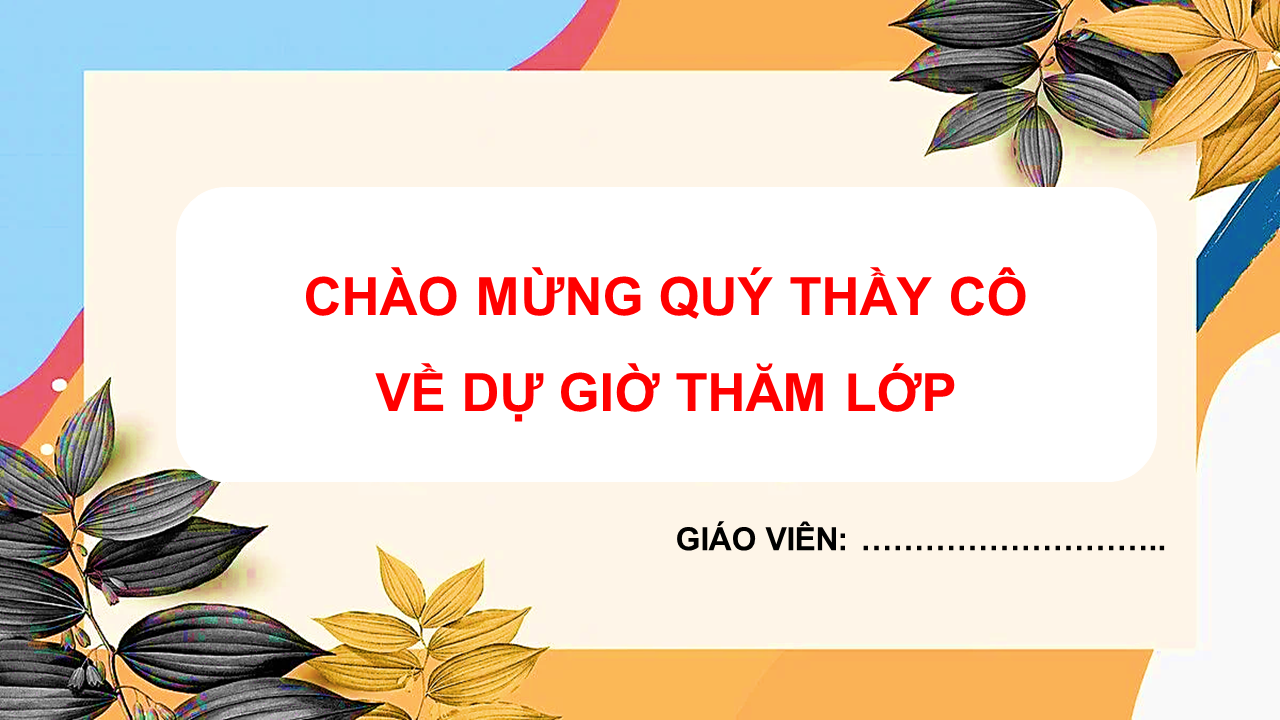 CHÀO MỪNG QUÝ THẦY CÔ
VỀ DỰ GIỜ THĂM LỚP
GIÁO VIÊN: ………………………..